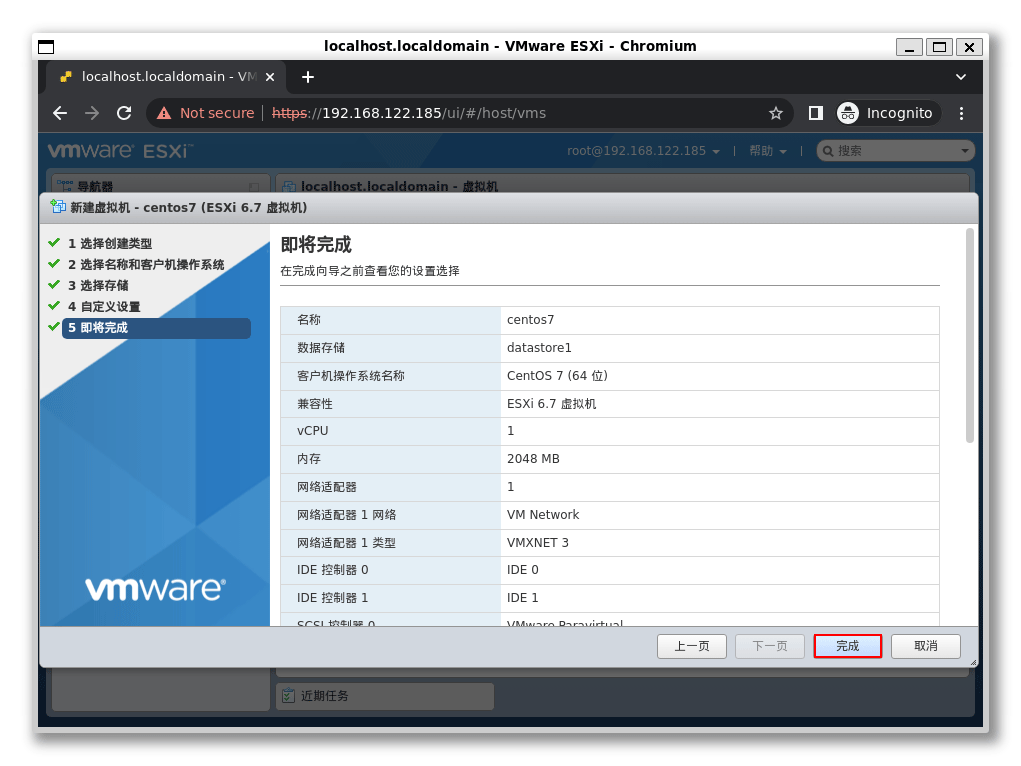 localhost.localdomain - VMware ESXi - Chromium
localhost.localdomain - VM
Not secure https://192.168.122.185/ui/#/host/vms Incognito
vmware ESXi™ root@192.168.122.185 | 帮助 | 搜索
导航器 localhost.localdomain - 虚拟机
新建虚拟机 - centos7 (ESXi 6.7 虚拟机)
1 选择创建类型
2 选择名称和客户机操作系统
3 选择存储
4 自定义设置
5 即将完成
vmware®
即将完成
在完成向导之前查看您的设置选择
名称 centos7
数据存储 datastore1
客户机操作系统名称 CentOS 7 (64 位)
兼容性 ESXi 6.7 虚拟机
vCPU 1
内存 2048 MB
网络适配器 1
网络适配器 1 网络 VM Network
网络适配器 1 类型 VMXNET 3
IDE 控制器 0 IDE 0
IDE 控制器 1 IDE 1
SCSI 控制器 0 VMware Paravirtual
上一页 下一页 完成 取消
近期任务